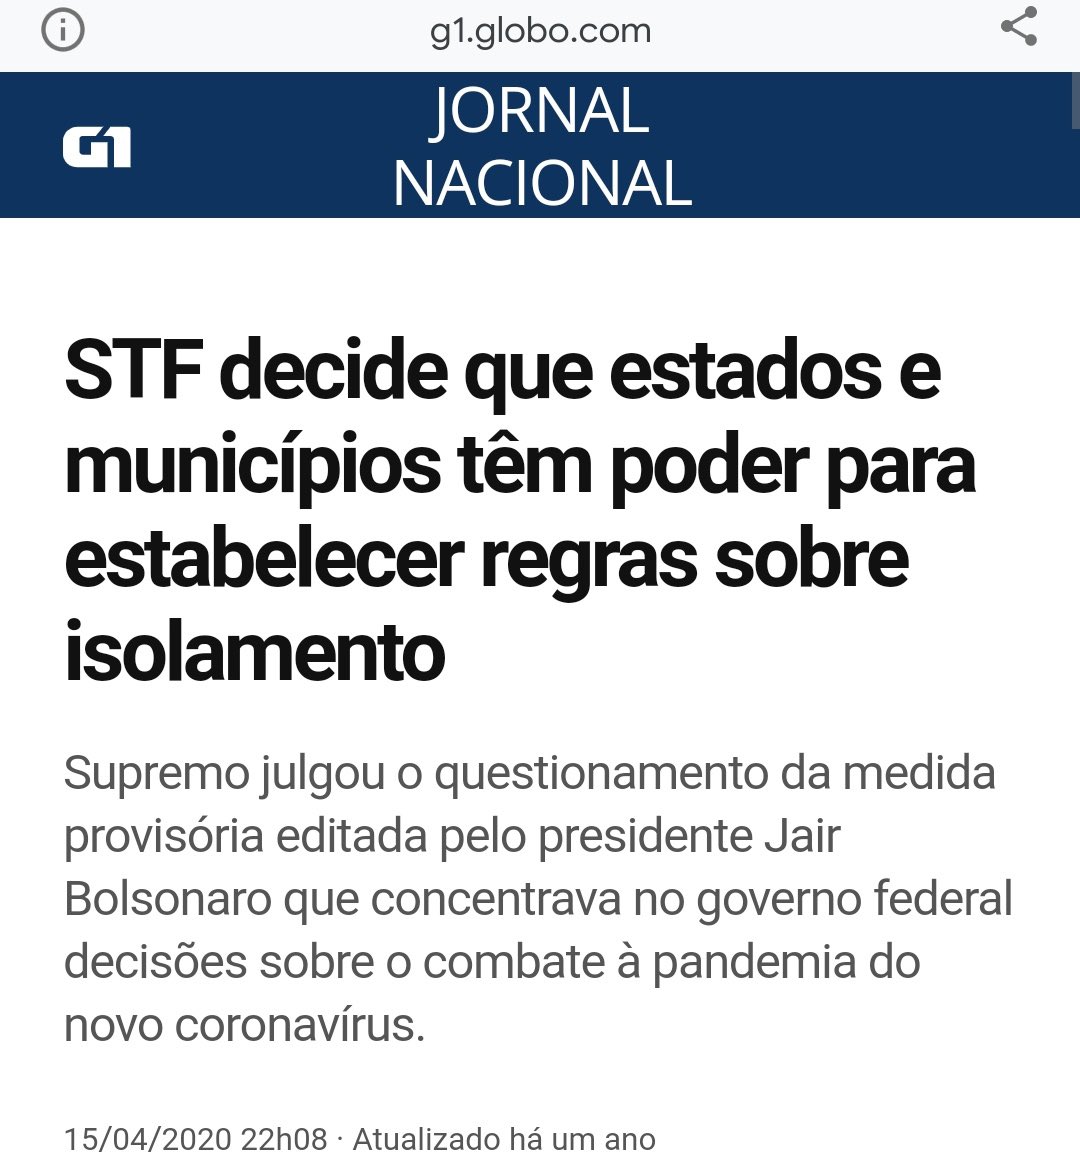 g1.globo.com
JORNAL
G1
NACIONAL
STF decide que estados e
municípios têm poder para
estabelecer regras sobre
isolamento
Supremo julgou o questionamento da medida
provisória editada pelo presidente Jair
Bolsonaro que concentrava no governo federal
decisões sobre o combate à pandemia do
novo coronavírus.
15/04/2020 22h08 · Atualizado há um ano